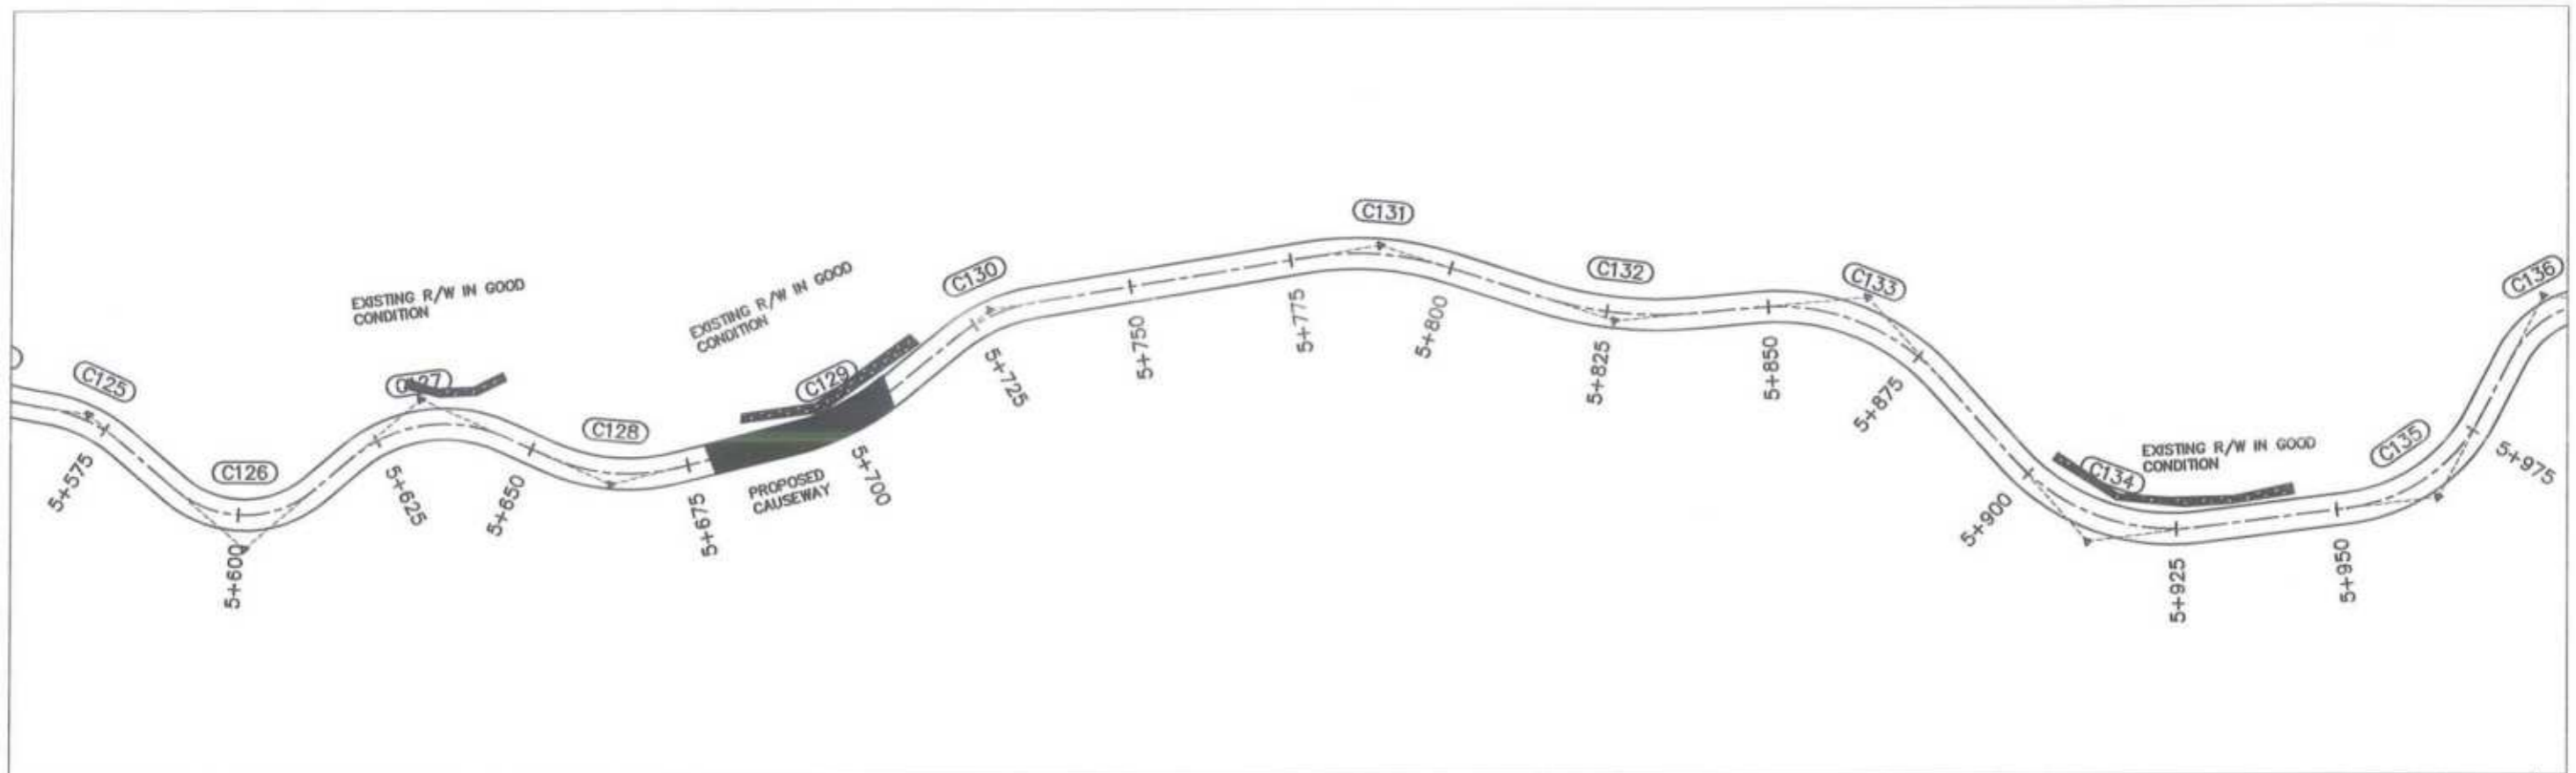 C125
5+575
C126
5+600
EXISTING R/W IN GOOD
CONDITION
C127
5+625
5+650
C128
5+675
EXISTING R/W IN GOOD
CONDITION
C129
PROPOSED
CAUSEWAY
5+700
C130
5+725
5+750
5+775
C131
5+800
C132
5+825
5+850
C133
5+875
5+900
C134
EXISTING R/W IN GOOD
CONDITION
5+925
5+950
C135
5+975
C136